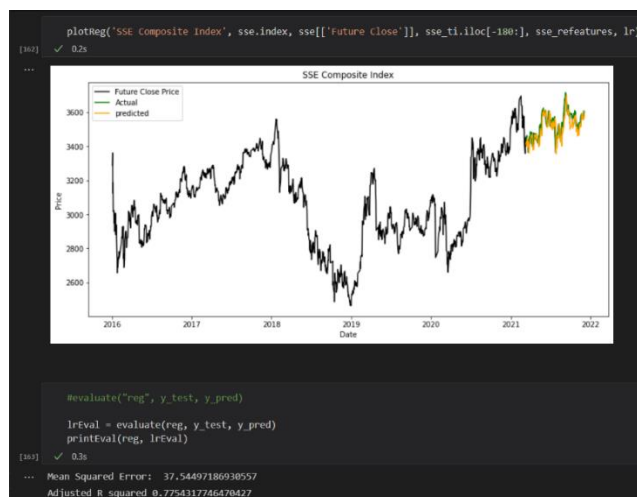 plotReg('SSE Composite Index', sse.index, sse[['Future Close']], sse_ti.iloc[-180:], sse_refeatures, lr)
[162] ✓ 0.2s
...
SSE Composite Index
Future Close Price
Actual
predicted
3600
3400
3200
3000
2800
2600
Price
2016 2017 2018 2019 2020 2021 2022
Date
#evaluate("reg", y_test, y_pred)
lrEval = evaluate(reg, y_test, y_pred)
printEval(reg, lrEval)
[163] ✓ 0.3s
... Mean Squared Error: 37.54497186930557
Adjusted R squared 0.7754317746470427